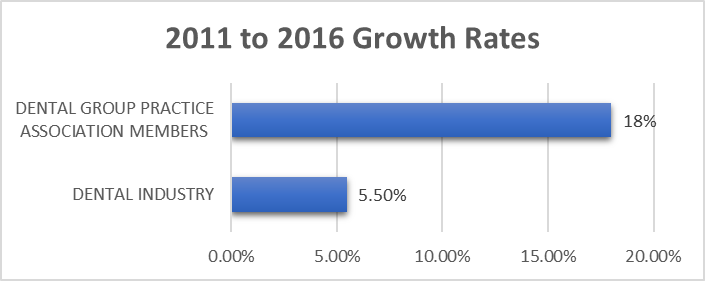 2011 to 2016 Growth Rates
DENTAL GROUP PRACTICE
ASSOCIATION MEMBERS
18%
DENTAL INDUSTRY
5.50%
0.00%
5.00%
10.00%
15.00%
20.00%